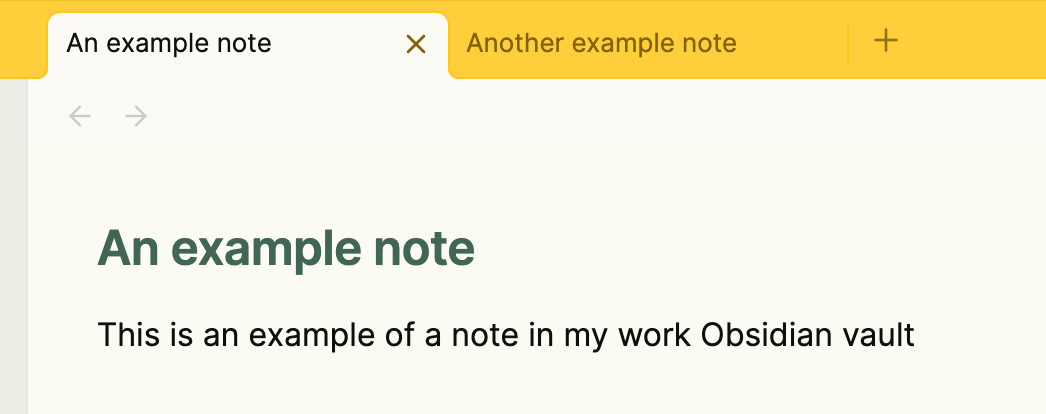 An example note
Another example note
An example note
This is an example of a note in my work Obsidian vault